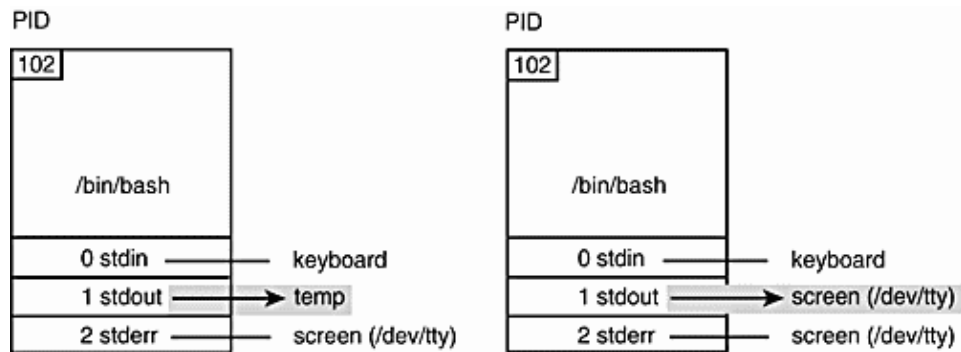 PID
102
/bin/bash
0 stdin
keyboard
1 stdout
temp
2 stderr
screen (/dev/tty)
PID
102
/bin/bash
0 stdin
keyboard
1 stdout
screen (/dev/tty)
2 stderr
screen (/dev/tty)